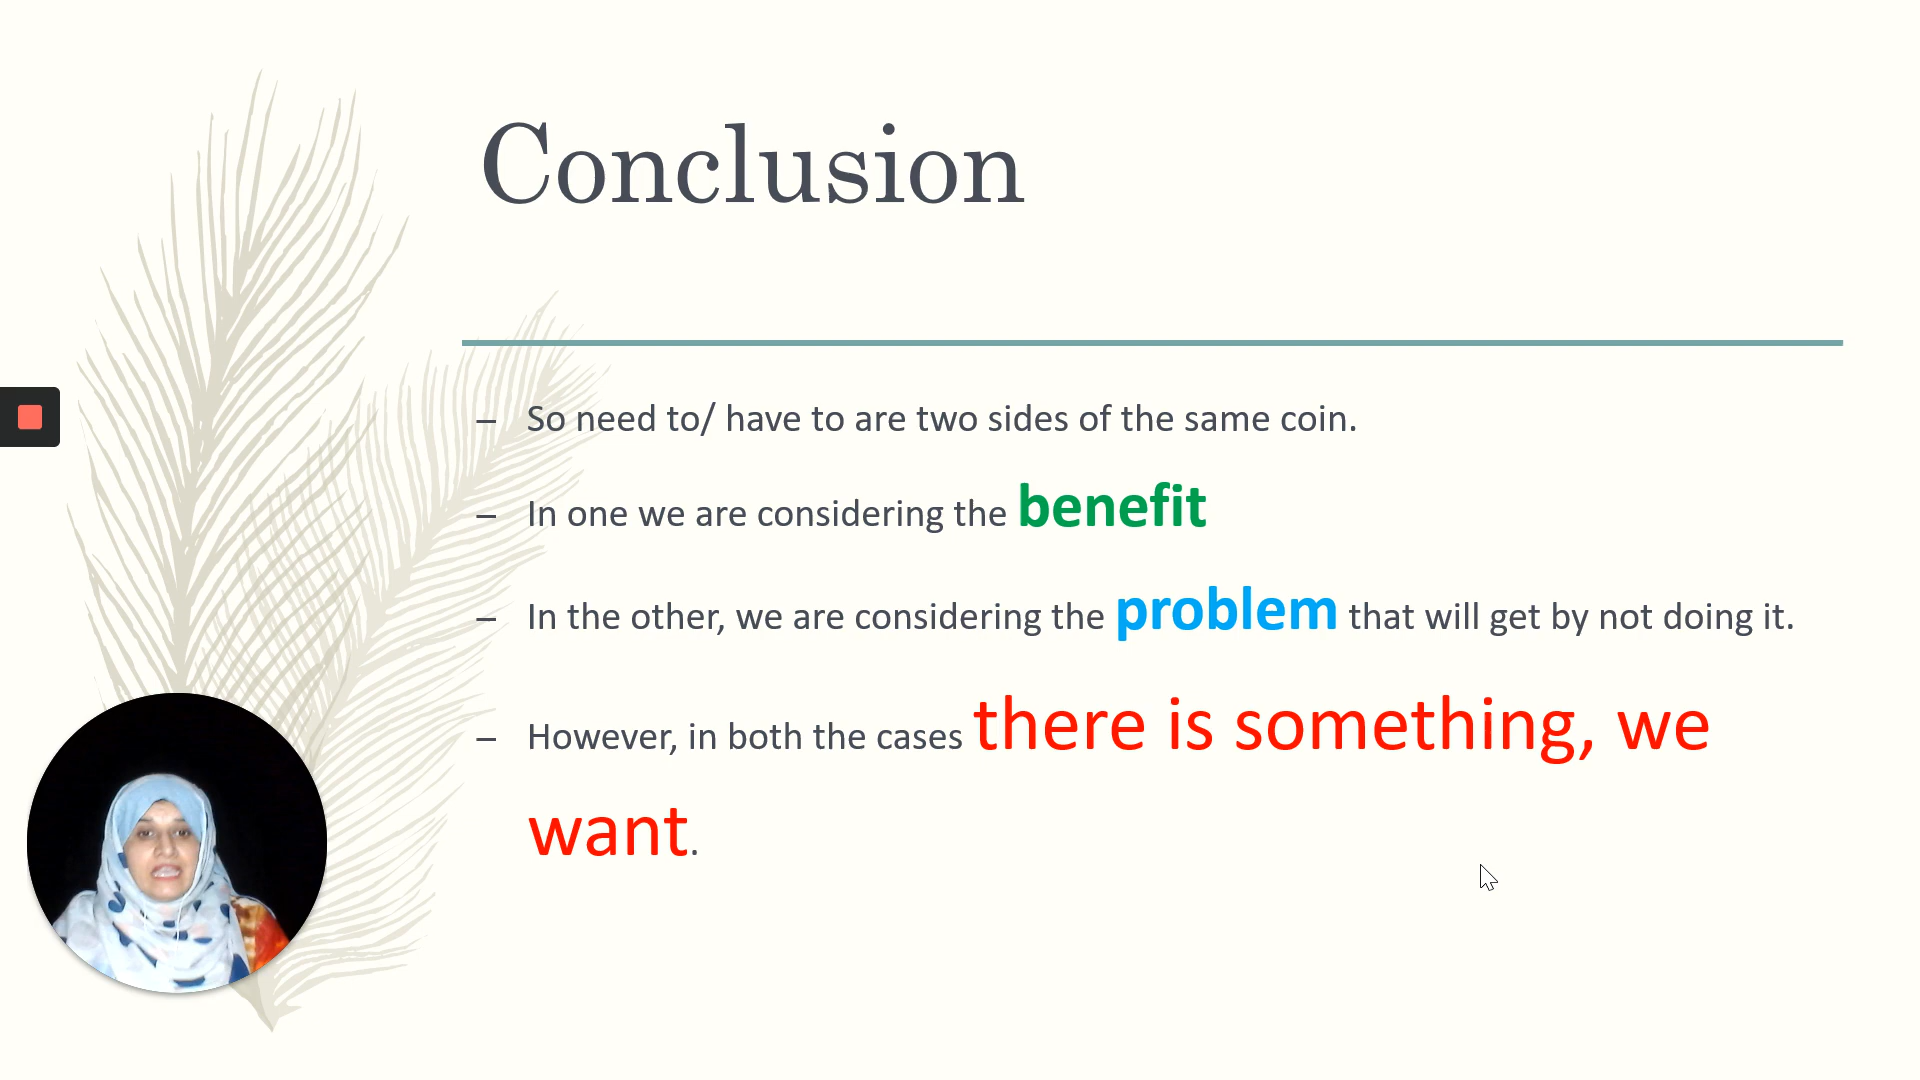 Conclusion
– So need to/ have to are two sides of the same coin.
– In one we are considering the benefit
– In the other, we are considering the problem that will get by not doing it.
– However, in both the cases there is something, we
want.